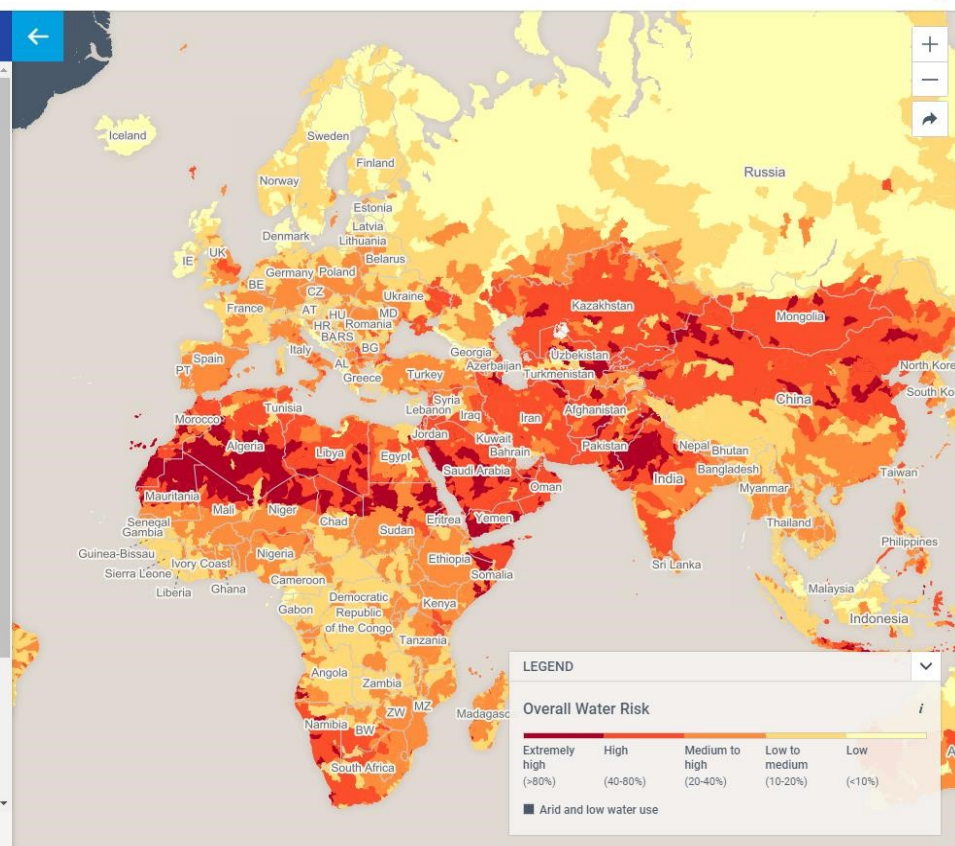 Iceland
Sweden
Finland
Norway
Russia
Estonia
Latvia
Denmark
Lithuania
UK
IE
Belarus
Germany
Poland
BE
CZ
Ukraine
France
AT
HU
MD
HR
Romania
BARS
Italy
BG
Kazakhstan
Mongolia
Spain
PT
AL
Greece
Georgia
Azerbaijan
Uzbekistan
Turkmenistan
Turkey
North Kore
South Ko
China
Tunisia
Morocco
Syria
Lebanon
Iraq
Iran
Afghanistan
Jordan
Algeria
Libya
Egypt
Kuwait
Bahrain
Pakistan
Nepal
Bhutan
Saudi Arabia
India
Bangladesh
Taiwan
Oman
Myanmar
Mauritania
Mali
Niger
Chad
Sudan
Eritrea
Yemen
Senegal
Gambia
Thailand
Philippines
Guinea-Bissau
Nigeria
Ethiopia
Sri Lanka
Sierra Leone
Ivory Coast
Somalia
Liberia
Ghana
Cameroon
Malaysia
Gabon
Democratic
Republic
of the Congo
Kenya
Indonesia
Tanzania
Angola
Zambia
Namibia
ZW
MZ
BW
Madagasc
South Africa
A
LEGEND
Overall Water Risk
i
Extremely high
High
Medium to high
Low to medium
Low
(>80%)
(40-80%)
(20-40%)
(10-20%)
(<10%)
Arid and low water use